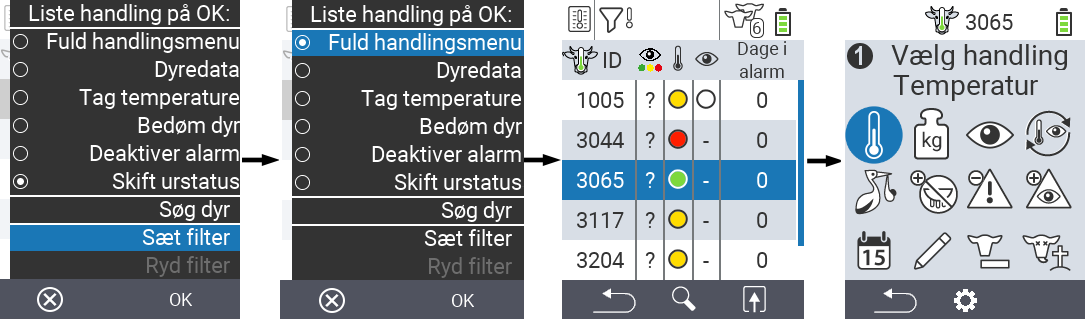 Liste handling på OK:
Fuld handlingsmenu
Dyredata
Tag temperature
Bedøm dyr
Deaktiver alarm
Skift urstatus
Søg dyr
Sæt filter
Ryd filter
OK
Liste handling på OK:
Fuld handlingsmenu
Dyredata
Tag temperature
Bedøm dyr
Deaktiver alarm
Skift urstatus
Søg dyr
Sæt filter
Ryd filter
OK
6
ID Dage i
alarm
1005 ? 0
3044 ? - 0
3065 ? - 0
3117 ? - 0
3204 ? - 0
3065
1 Vælg handling
Temperatur
kg
15